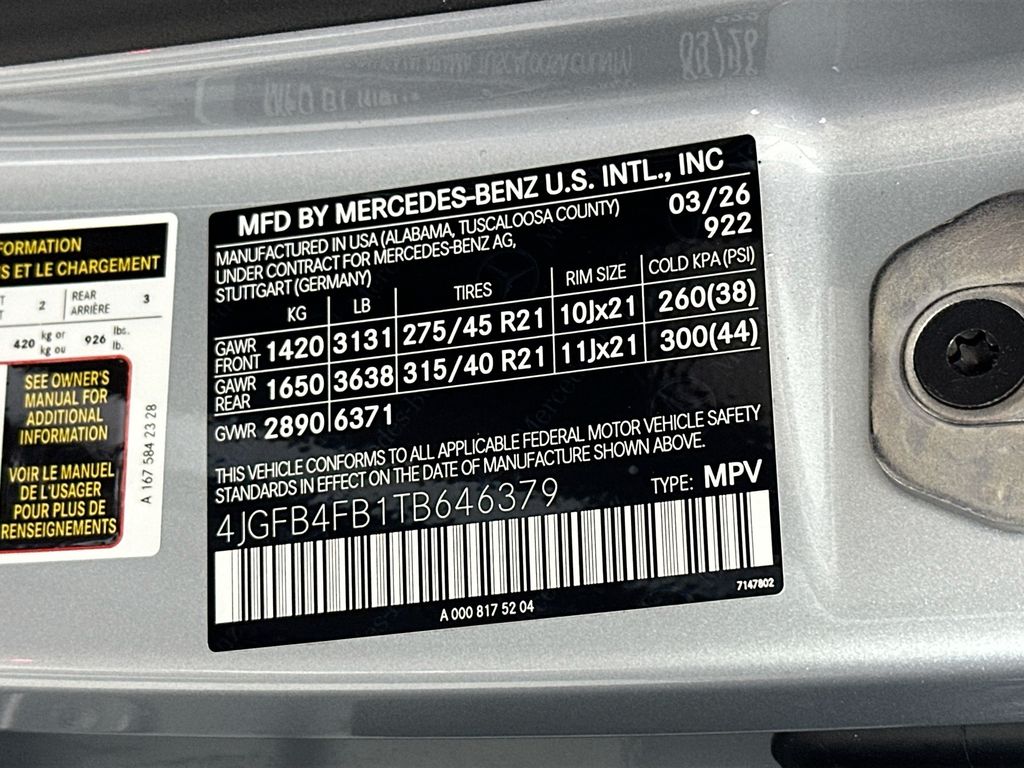 FORMATION
S ET LE CHARGEMENT
2 REAR ARRIÈRE 3
420 kg or kg ou 926 lbs. lb.
SEE OWNER'S
MANUAL FOR
ADDITIONAL
INFORMATION
VOIR LE MANUEL
DE L'USAGER
POUR PLUS DE
RENSEIGNEMENTS
A 167 584 23 28
MFD BY MERCEDES-BENZ U.S. INTL., INC
MANUFACTURED IN USA (ALABAMA, TUSCALOOSA COUNTY) 03/26
UNDER CONTRACT FOR MERCEDES-BENZ AG, 922
STUTTGART (GERMANY)
KG LB TIRES RIM SIZE COLD KPA (PSI)
GAWR FRONT 1420 3131 275/45 R21 10Jx21 260(38)
GAWR REAR 1650 3638 315/40 R21 11Jx21 300(44)
GVWR 2890 6371
THIS VEHICLE CONFORMS TO ALL APPLICABLE FEDERAL MOTOR VEHICLE SAFETY
STANDARDS IN EFFECT ON THE DATE OF MANUFACTURE SHOWN ABOVE.
4JGFB4FB1TB646379 TYPE: MPV
7147802
A 000 817 52 04